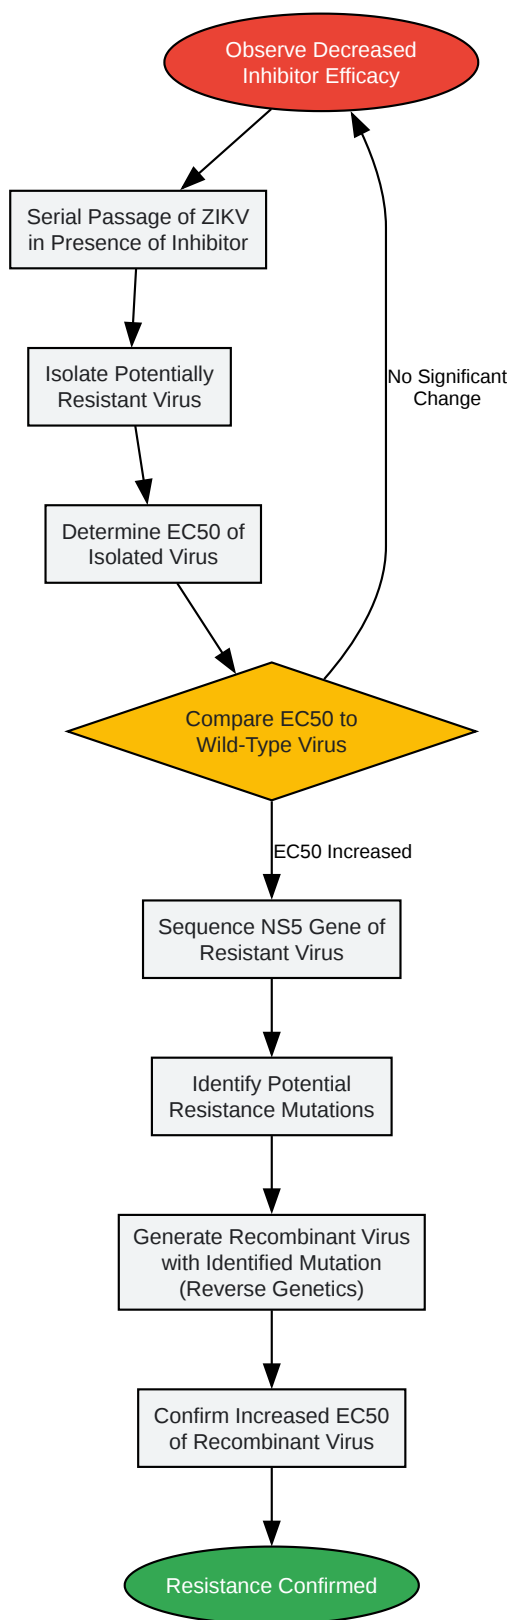 Observe Decreased
Inhibitor Efficacy
Serial Passage of ZIKV
in Presence of Inhibitor
Isolate Potentially
Resistant Virus
No Significant
Change
Determine EC50 of
Isolated Virus
Compare EC50 to
Wild-Type Virus
EC50 Increased
Sequence NS5 Gene of
Resistant Virus
Identify Potential
Resistance Mutations
Generate Recombinant Virus
with Identified Mutation
(Reverse Genetics)
Confirm Increased EC50
of Recombinant Virus
Resistance Confirmed